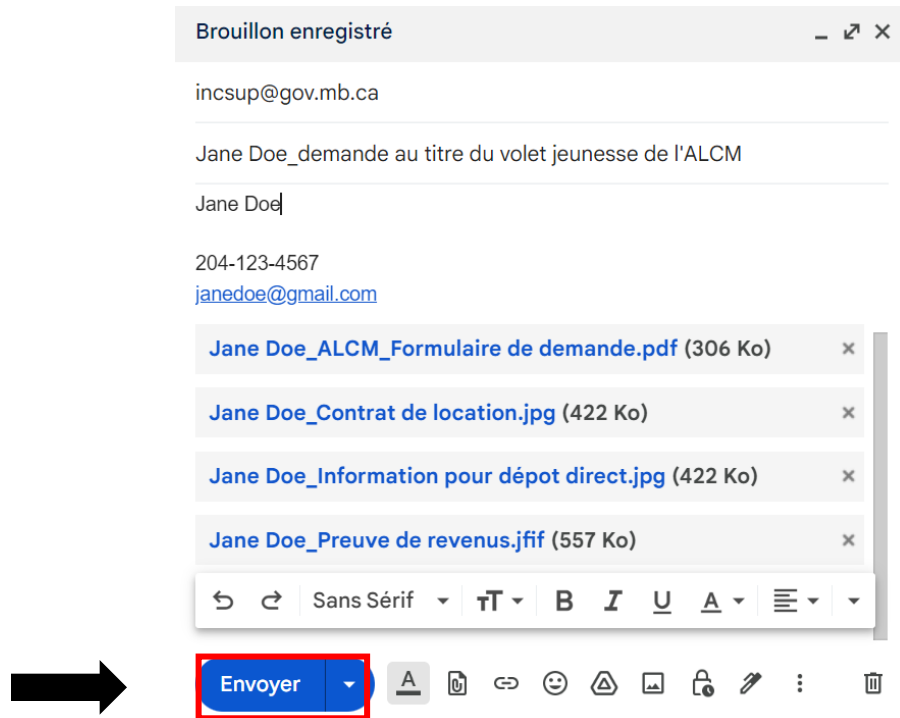 Brouillon enregistré
incsup@gov.mb.ca
Jane Doe_demande au titre du volet jeunesse de l'ALCM
Jane Doe
204-123-4567
janedoe@gmail.com
Jane Doe_ALCM_Formulaire de demande.pdf (306 Ko)
Jane Doe_Contrat de location.jpg (422 Ko)
Jane Doe_Information pour dépot direct.jpg (422 Ko)
Jane Doe_Preuve de revenus.jfif (557 Ko)
Sans Sérif TT B I U A
Envoyer A